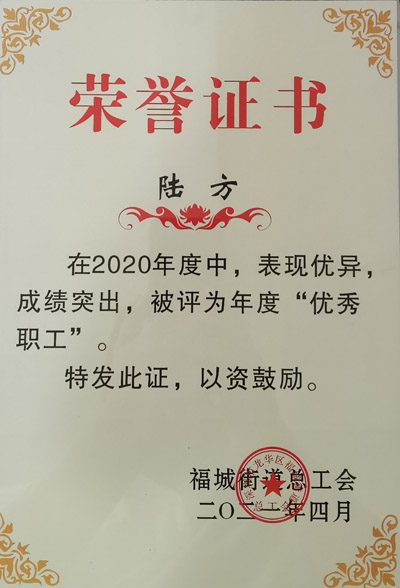 荣誉证书
陆方
在2020年度中，表现优异，
成绩突出，被评为年度“优秀
职工”。
特发此证，以资鼓励。
福城街道总工会
二〇二一年四月